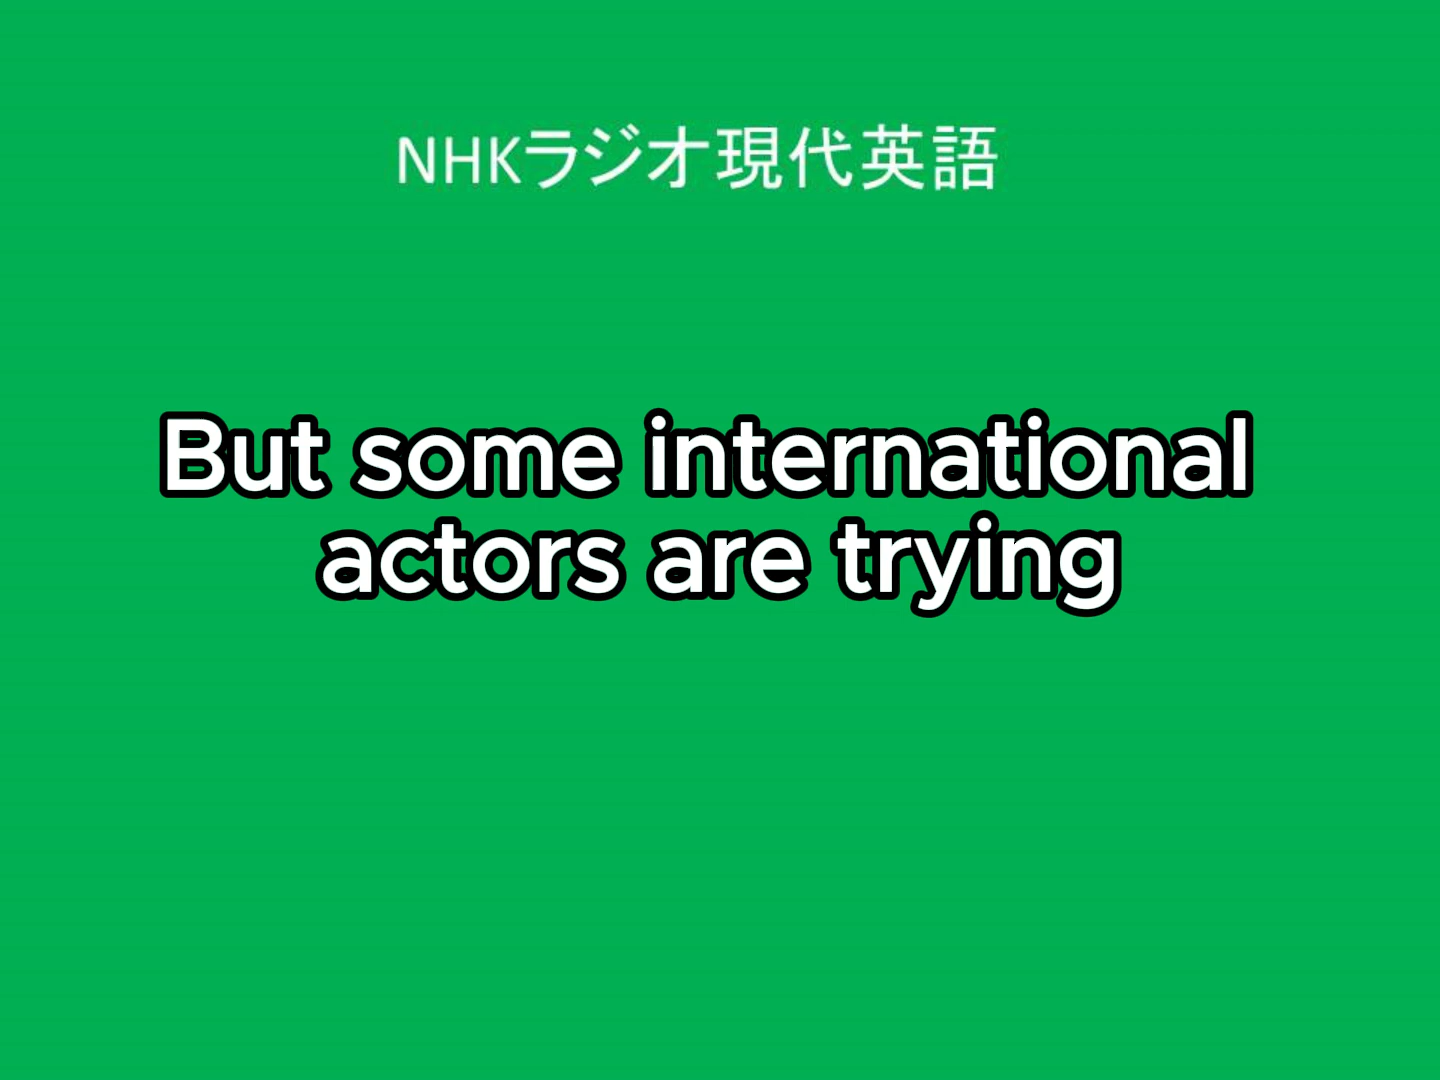 NHKラジオ現代英語
But some international
actors are trying